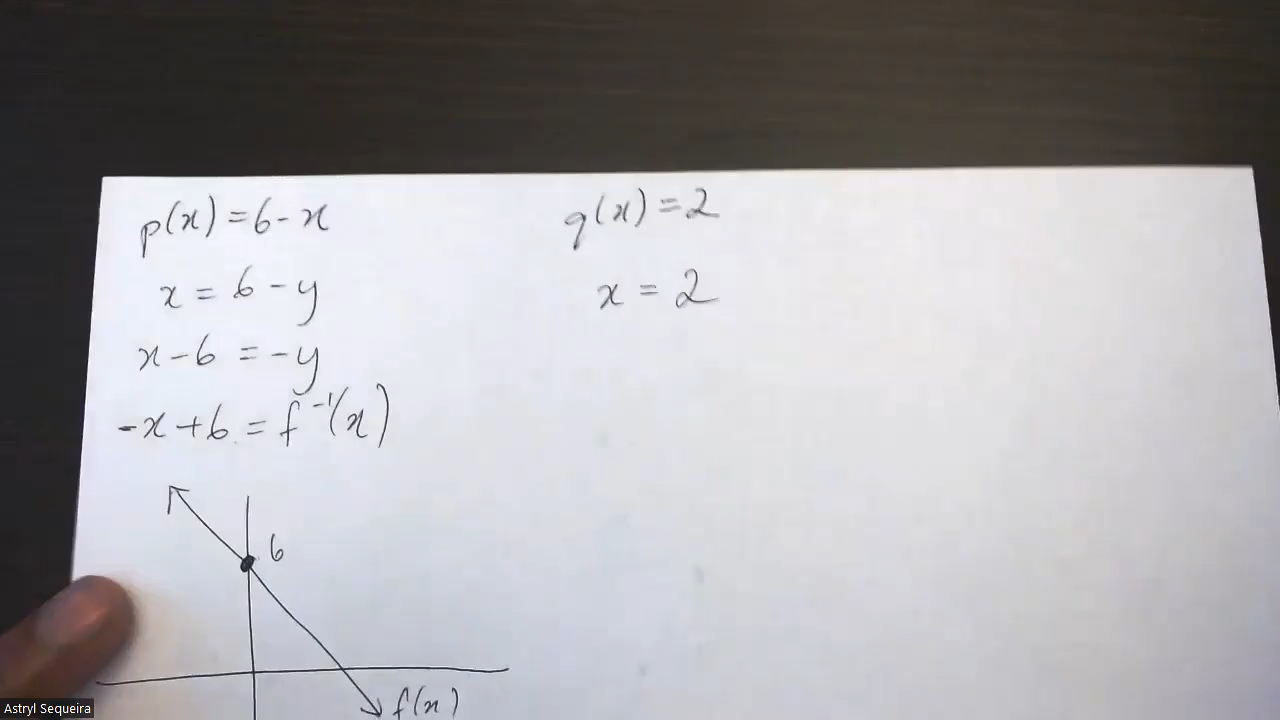 p(x) = 6 - x
x = 6 - y
x - 6 = -y
-x + 6 = f⁻¹(x)
6
f(x)
q(x) = 2
x = 2
Astryl Sequeira